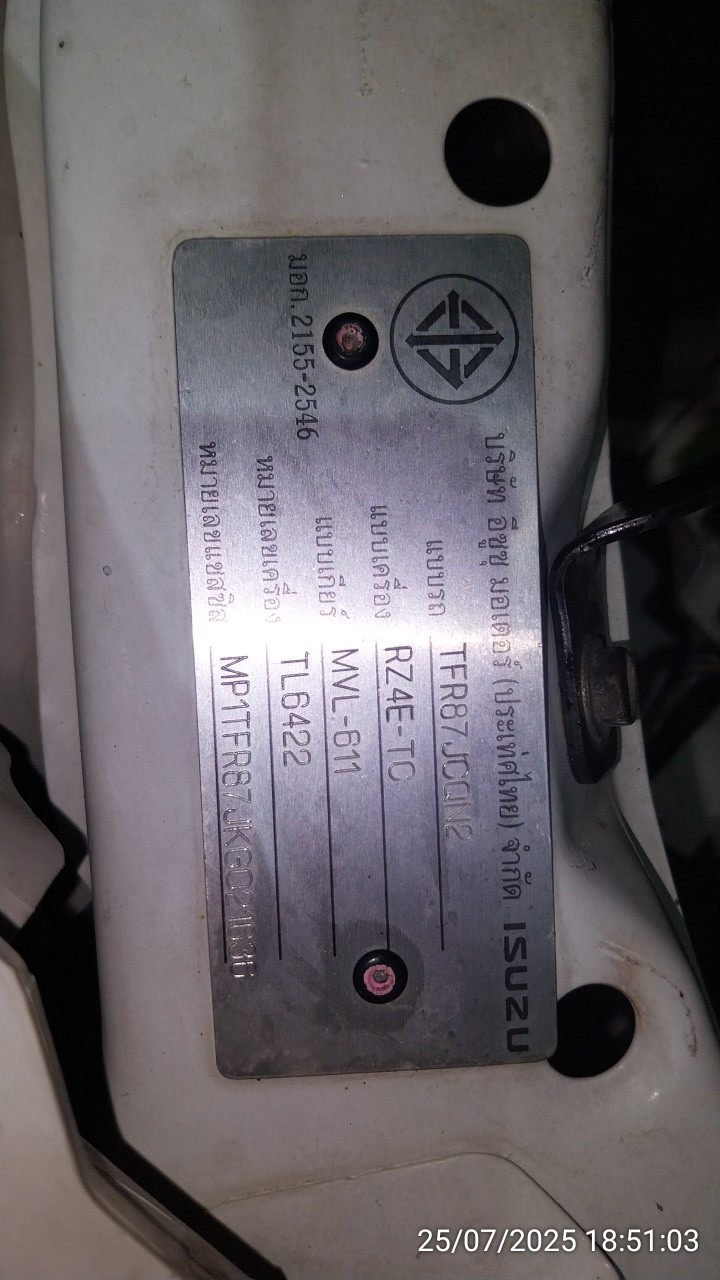 บริษัท อีซูซุ มอเตอร์ (ประเทศไทย) จำกัด ISUZU
แบบรถ TFR87JCQN2
แบบเครื่อง RZ4E-TC
แบบเกียร์ MVL-611
มอก.2155-2546
หมายเลขเครื่อง TL6422
หมายเลขแชสซิส MP1TFR87JKG021636
25/07/2025 18:51:03